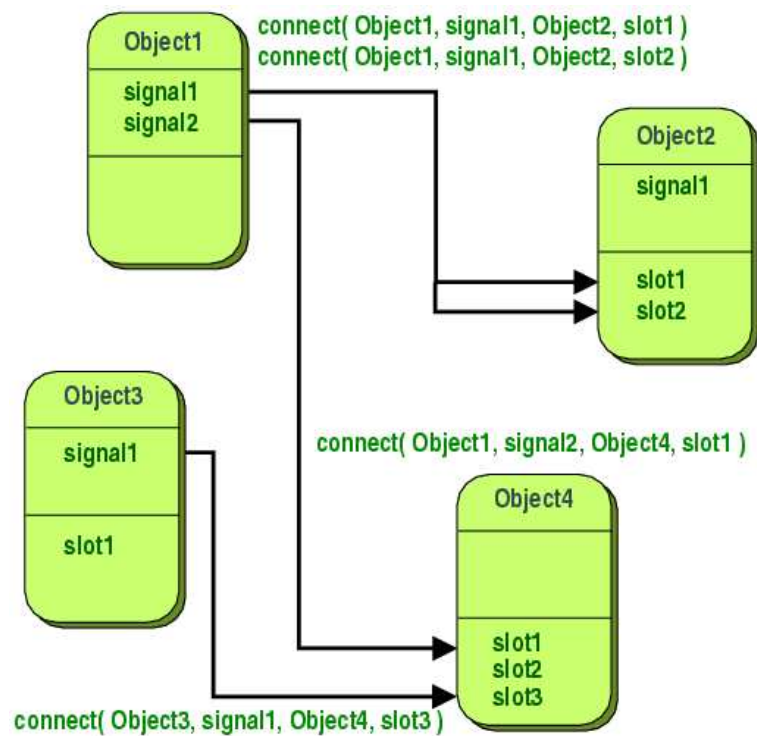 connect( Object1, signal1, Object2, slot1 )
connect( Object1, signal1, Object2, slot2 )
Object1
signal1
signal2
Object2
signal1
slot1
slot2
Object3
signal1
slot1
connect( Object1, signal2, Object4, slot1 )
Object4
slot1
slot2
slot3
connect( Object3, signal1, Object4, slot3 )